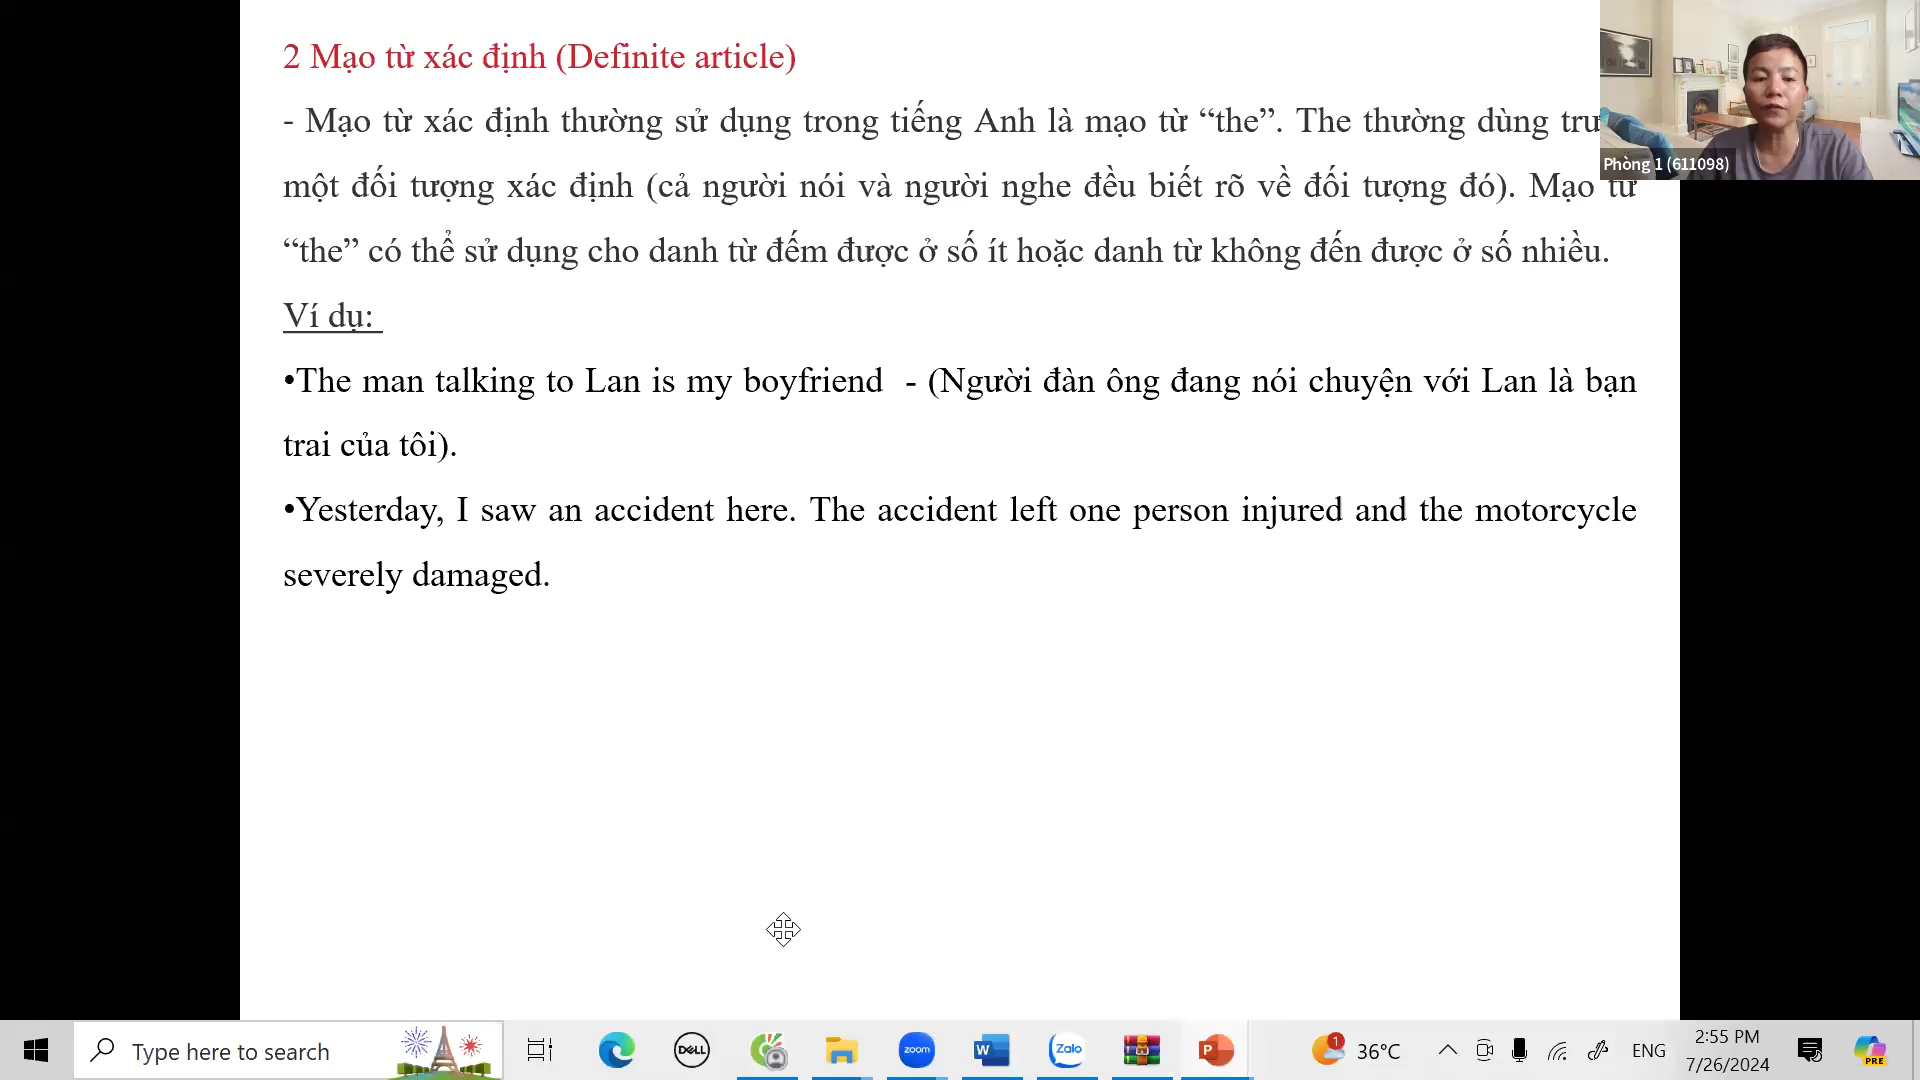 2 Mạo từ xác định (Definite article)
- Mạo từ xác định thường sử dụng trong tiếng Anh là mạo từ “the”. The thường dùng
một đối tượng xác định (cả người nói và người nghe đều biết rõ về đối tượng đó). Mạo từ
“the” có thể sử dụng cho danh từ đếm được ở số ít hoặc danh từ không đến được ở số nhiều.
Ví dụ:
•The man talking to Lan is my boyfriend - (Người đàn ông đang nói chuyện với Lan là bạn
trai của tôi).
•Yesterday, I saw an accident here. The accident left one person injured and the motorcycle
severely damaged.
Phòng 1 (611098)
Type here to search
DELL
zoom
W
Zalo
P
1
36°C
ENG
2:55 PM
7/26/2024
PRE